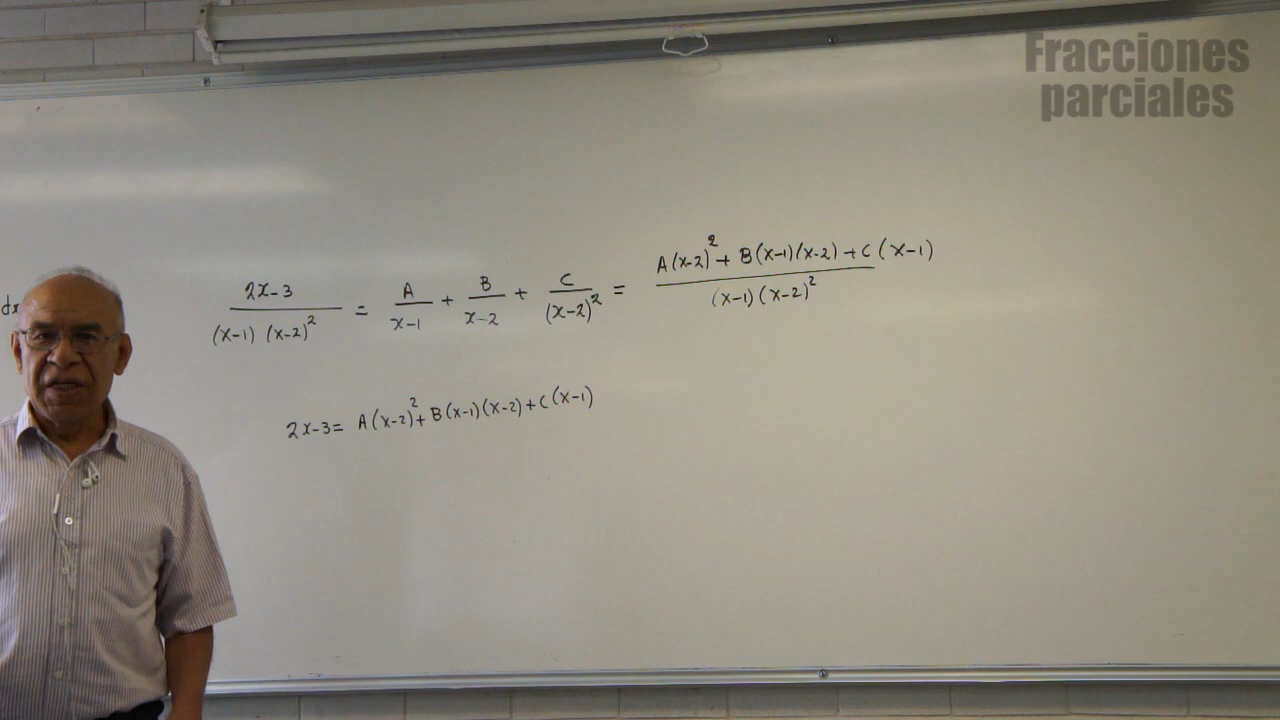 Fracciones
parciales
dx
2x-3 / (x-1) (x-2)² = A / x-1 + B / x-2 + C / (x-2)² = A(x-2)² + B(x-1)(x-2) + C(x-1) / (x-1)(x-2)²
2x-3 = A(x-2)² + B(x-1)(x-2) + C(x-1)